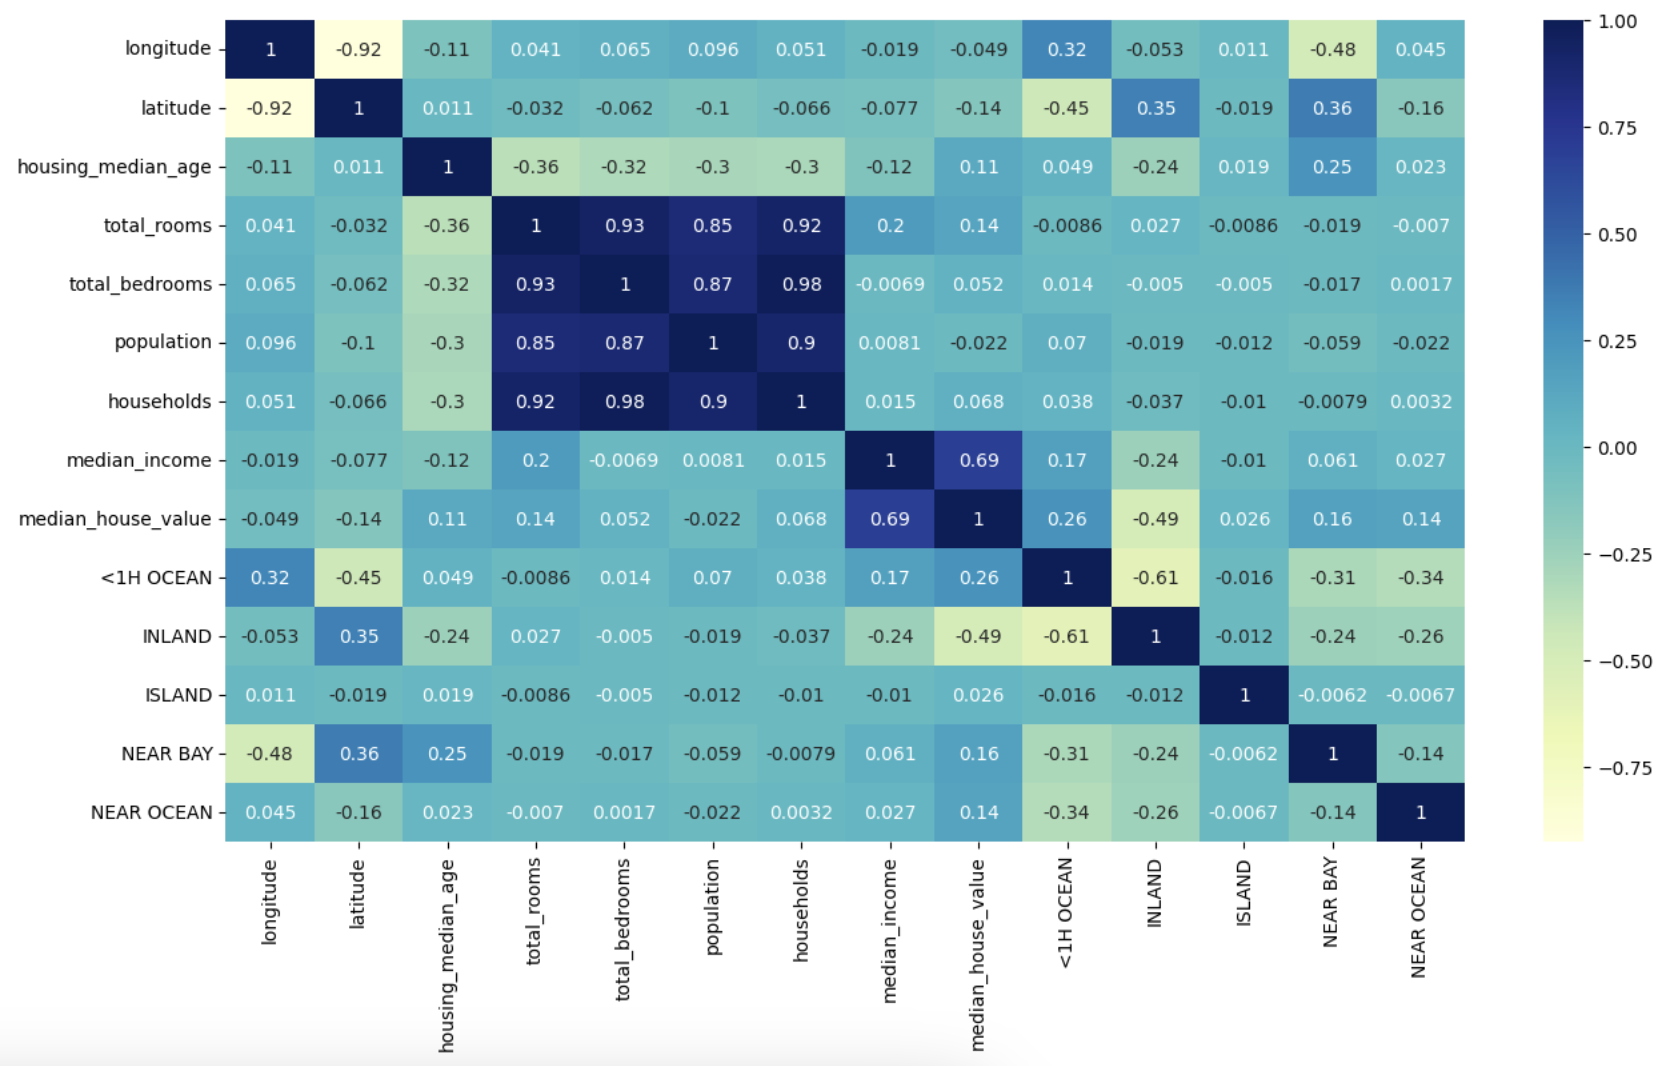 longitude 1 -0.92 -0.11 0.041 0.065 0.096 0.051 -0.019 -0.049 0.32 -0.053 0.011 -0.48 0.045
latitude -0.92 1 0.011 -0.032 -0.062 -0.1 -0.066 -0.077 -0.14 -0.45 0.35 -0.019 0.36 -0.16
housing_median_age -0.11 0.011 1 -0.36 -0.32 -0.3 -0.3 -0.12 0.11 0.049 -0.24 0.019 0.25 0.023
total_rooms 0.041 -0.032 -0.36 1 0.93 0.85 0.92 0.2 0.14 -0.0086 0.027 -0.0086 -0.019 -0.007
total_bedrooms 0.065 -0.062 -0.32 0.93 1 0.87 0.98 -0.0069 0.052 0.014 -0.005 -0.005 -0.017 0.0017
population 0.096 -0.1 -0.3 0.85 0.87 1 0.9 0.0081 -0.022 0.07 -0.019 -0.012 -0.059 -0.022
households 0.051 -0.066 -0.3 0.92 0.98 0.9 1 0.015 0.068 0.038 -0.037 -0.01 -0.0079 0.0032
median_income -0.019 -0.077 -0.12 0.2 -0.0069 0.0081 0.015 1 0.69 0.17 -0.24 -0.01 0.061 0.027
median_house_value -0.049 -0.14 0.11 0.14 0.052 -0.022 0.068 0.69 1 0.26 -0.49 0.026 0.16 0.14
<1H OCEAN 0.32 -0.45 0.049 -0.0086 0.014 0.07 0.038 0.17 0.26 1 -0.61 -0.016 -0.31 -0.34
INLAND -0.053 0.35 -0.24 0.027 -0.005 -0.019 -0.037 -0.24 -0.49 -0.61 1 -0.012 -0.24 -0.26
ISLAND 0.011 -0.019 0.019 -0.0086 -0.005 -0.012 -0.01 -0.01 0.026 -0.016 -0.012 1 -0.0062 -0.0067
NEAR BAY -0.48 0.36 0.25 -0.019 -0.017 -0.059 -0.0079 0.061 0.16 -0.31 -0.24 -0.0062 1 -0.14
NEAR OCEAN 0.045 -0.16 0.023 -0.007 0.0017 -0.022 0.0032 0.027 0.14 -0.34 -0.26 -0.0067 -0.14 1
longitude
latitude
housing_median_age
total_rooms
total_bedrooms
population
households
median_income
median_house_value
<1H OCEAN
INLAND
ISLAND
NEAR BAY
NEAR OCEAN
1.00
0.75
0.50
0.25
0.00
−0.25
−0.50
−0.75